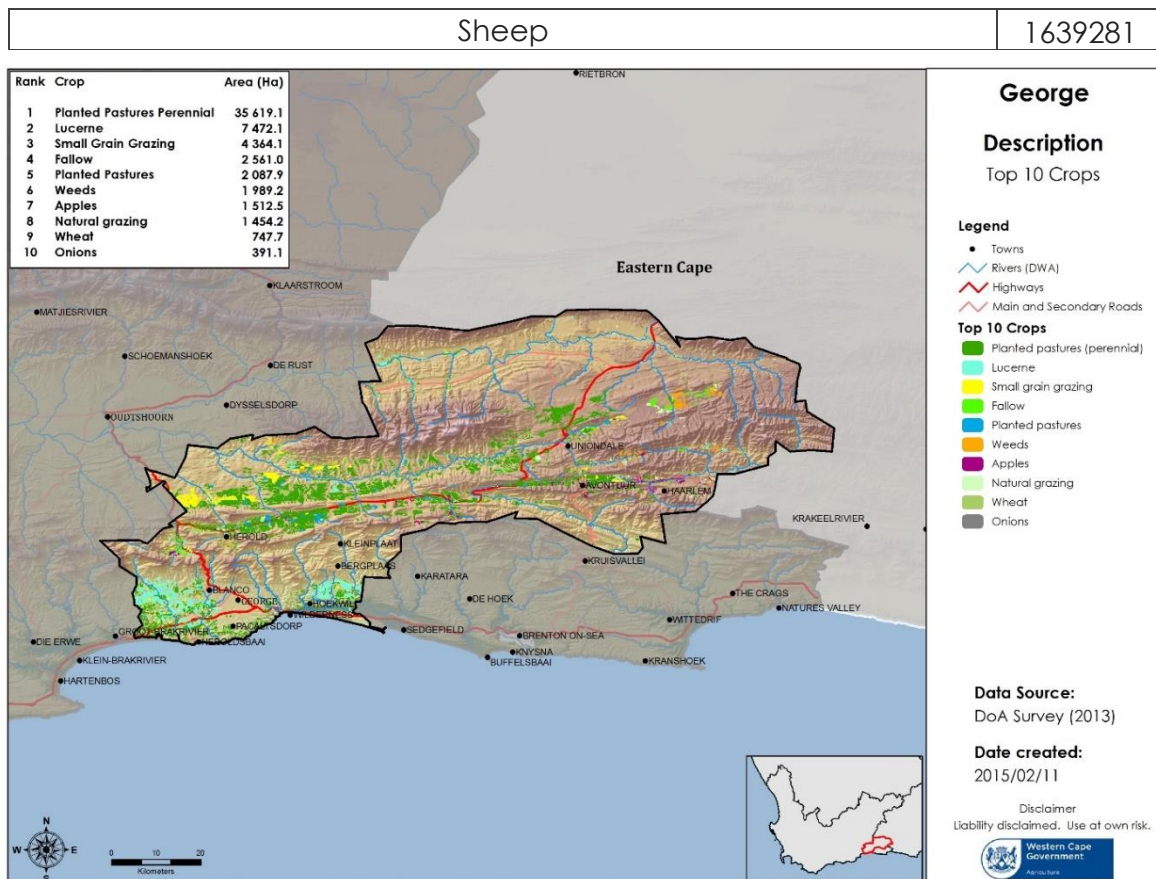 Sheep 1639281
Rank Crop Area (Ha)
1 Planted Pastures Perennial 35 619.1
2 Lucerne 7 472.1
3 Small Grain Grazing 4 364.1
4 Fallow 2 561.0
5 Planted Pastures 2 087.9
6 Weeds 1 989.2
7 Apples 1 512.5
8 Natural grazing 1 454.2
9 Wheat 747.7
10 Onions 391.1
RIETBRON
Eastern Cape
KLAARSTROOM
MATJIESRIVIER
SCHOEMANSHOEK
DE RUST
DYSSELSDORP
OUDTSHOORN
UNIONDALE
AVONTUUR
HAARLEM
KRAKEELRIVIER
HEROLD
KLEINPLAAT
BERGPLAAS
KRUISVALLEI
KARATARA
BLANCO
GEORGE
HOEKWIL
DE HOEK
THE CRAGS
NATURES VALLEY
WILDERNESS
PACALTSDORP
WITTEDRIF
GROOT-BRAKRIVIER
DIE ERWE
HEROLDSBAAI
SEDGEFIELD
BRENTON ON-SEA
KNYSNA
BUFFELSBAAI
KRANSHOEK
KLEIN-BRAKRIVIER
HARTENBOS
N
W E
S
0 10 20
Kilometers
George
Description
Top 10 Crops
Legend
Towns
Rivers (DWA)
Highways
Main and Secondary Roads
Top 10 Crops
Planted pastures (perennial)
Lucerne
Small grain grazing
Fallow
Planted pastures
Weeds
Apples
Natural grazing
Wheat
Onions
Data Source:
DoA Survey (2013)
Date created:
2015/02/11
Disclaimer
Liability disclaimed. Use at own risk.
Western Cape
Government
Agriculture